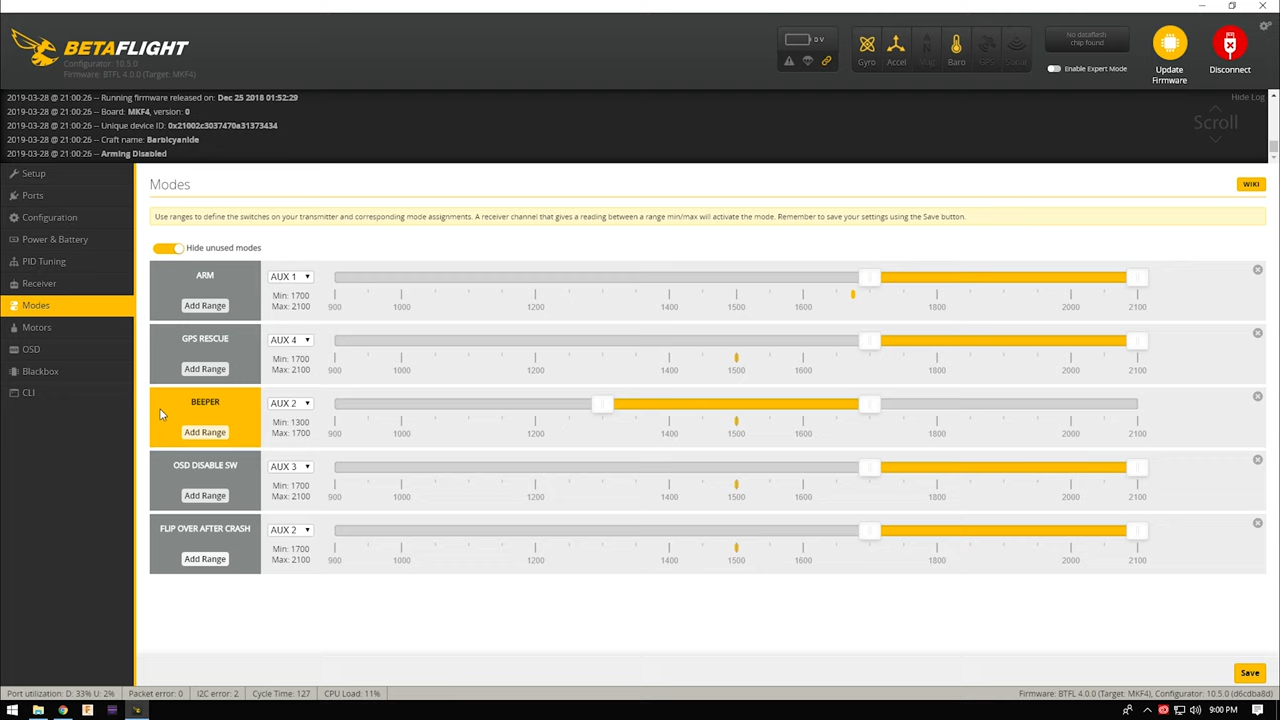 BETAFLIGHT
Configurator: 10.5.0
Firmware: BTFL 4.0.0 (Target: MKF4)
0 V
Gyro
Accel
Mag
Baro
GPS
Sonar
No dataflash
chip found
Enable Expert Mode
Update
Firmware
Disconnect
2019-03-28 @ 21:00:26 -- Running firmware released on: Dec 25 2018 01:52:29
2019-03-28 @ 21:00:26 -- Board: MKF4, version: 0
2019-03-28 @ 21:00:26 -- Unique device ID: 0x21002c3037470a31373434
2019-03-28 @ 21:00:26 -- Craft name: Barbicyanide
2019-03-28 @ 21:00:26 -- Arming Disabled
Hide Log
Scroll
Setup
Ports
Configuration
Power & Battery
PID Tuning
Receiver
Modes
Motors
OSD
Blackbox
CLI
Modes
WIKI
Use ranges to define the switches on your transmitter and corresponding mode assignments. A receiver channel that gives a reading between a range min/max will activate the mode. Remember to save your settings using the Save button.
Hide unused modes
ARM
Add Range
AUX 1
Min: 1700
Max: 2100
900 1000 1200 1400 1500 1600 1800 2000 2100
GPS RESCUE
Add Range
AUX 4
Min: 1700
Max: 2100
900 1000 1200 1400 1500 1600 1800 2000 2100
BEEPER
Add Range
AUX 2
Min: 1300
Max: 1700
900 1000 1200 1400 1500 1600 1800 2000 2100
OSD DISABLE SW
Add Range
AUX 3
Min: 1700
Max: 2100
900 1000 1200 1400 1500 1600 1800 2000 2100
FLIP OVER AFTER CRASH
Add Range
AUX 2
Min: 1700
Max: 2100
900 1000 1200 1400 1500 1600 1800 2000 2100
Save
Port utilization: D: 33% U: 2%
Packet error: 0
I2C error: 2
Cycle Time: 127
CPU Load: 11%
Firmware: BTFL 4.0.0 (Target: MKF4), Configurator: 10.5.0 (d6cdba8d)
9:00 PM